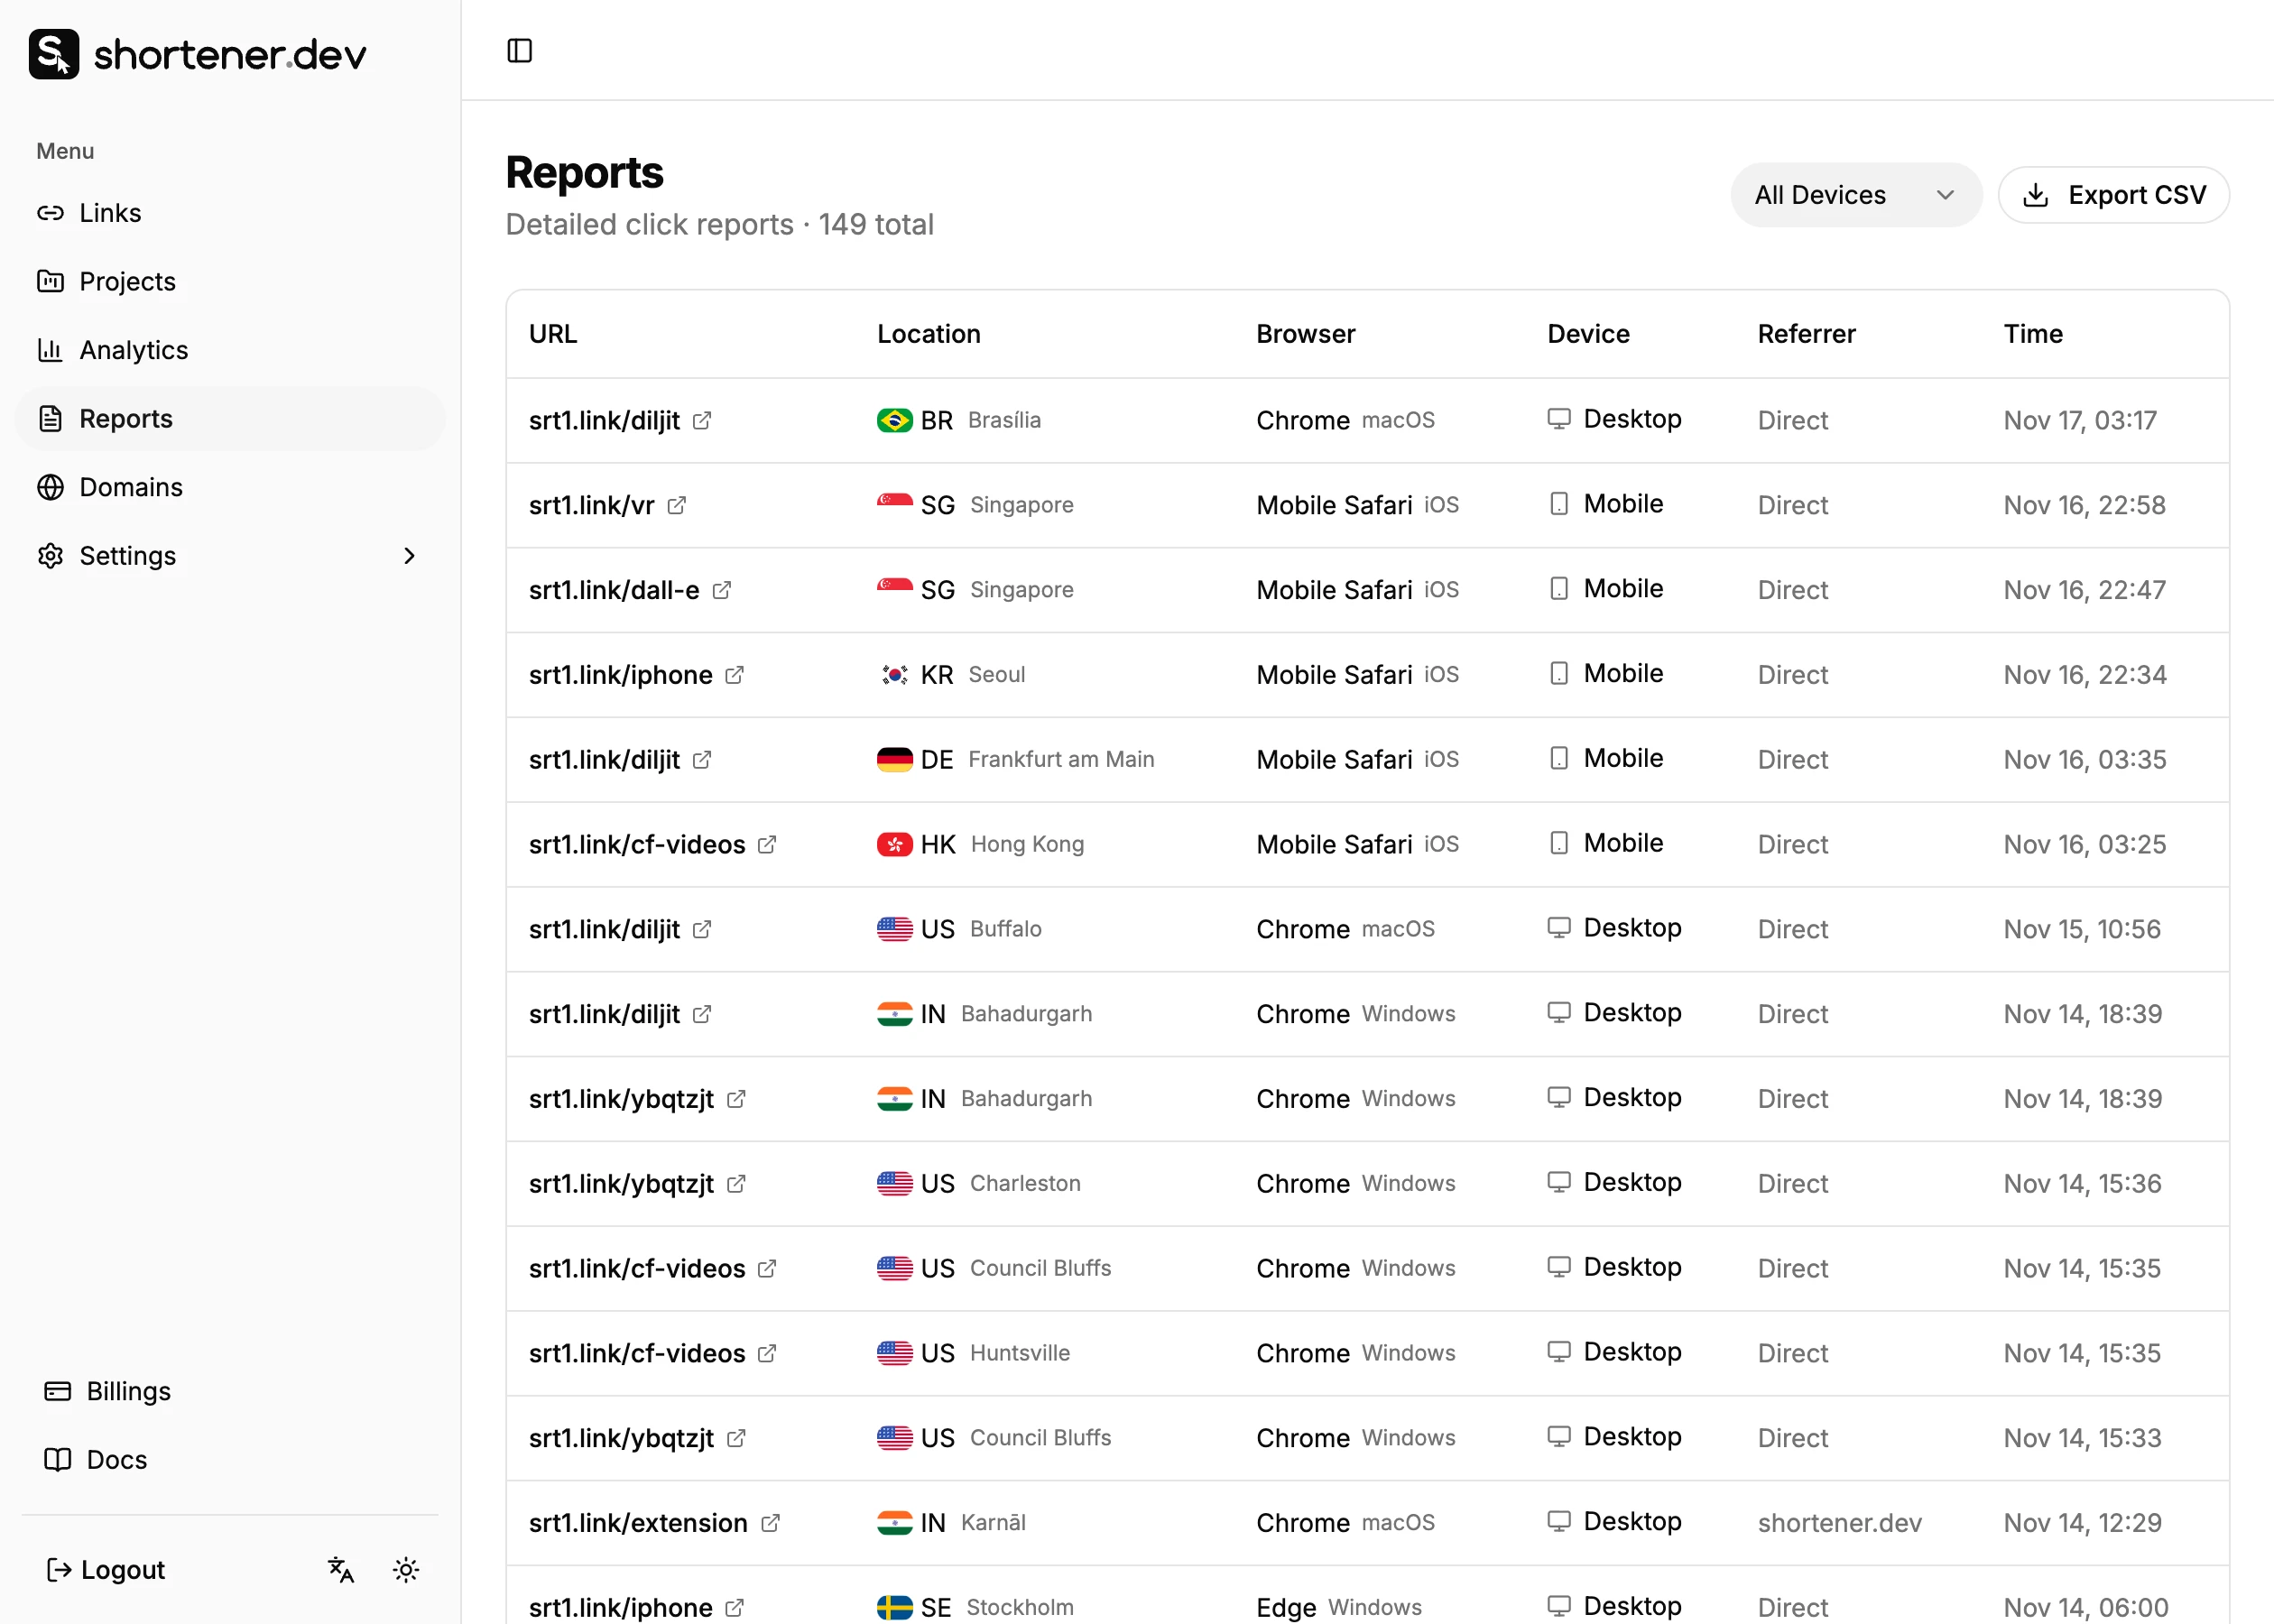 shortener.dev
Menu
Links
Projects
Analytics
Reports
Domains
Settings
Billings
Docs
Logout
Reports
Detailed click reports · 149 total
All Devices
Export CSV
URL Location Browser Device Referrer Time
srt1.link/diljit BR Brasília Chrome macOS Desktop Direct Nov 17, 03:17
srt1.link/vr SG Singapore Mobile Safari iOS Mobile Direct Nov 16, 22:58
srt1.link/dall-e SG Singapore Mobile Safari iOS Mobile Direct Nov 16, 22:47
srt1.link/iphone KR Seoul Mobile Safari iOS Mobile Direct Nov 16, 22:34
srt1.link/diljit DE Frankfurt am Main Mobile Safari iOS Mobile Direct Nov 16, 03:35
srt1.link/cf-videos HK Hong Kong Mobile Safari iOS Mobile Direct Nov 16, 03:25
srt1.link/diljit US Buffalo Chrome macOS Desktop Direct Nov 15, 10:56
srt1.link/diljit IN Bahadurgarh Chrome Windows Desktop Direct Nov 14, 18:39
srt1.link/ybqtzjt IN Bahadurgarh Chrome Windows Desktop Direct Nov 14, 18:39
srt1.link/ybqtzjt US Charleston Chrome Windows Desktop Direct Nov 14, 15:36
srt1.link/cf-videos US Council Bluffs Chrome Windows Desktop Direct Nov 14, 15:35
srt1.link/cf-videos US Huntsville Chrome Windows Desktop Direct Nov 14, 15:35
srt1.link/ybqtzjt US Council Bluffs Chrome Windows Desktop Direct Nov 14, 15:33
srt1.link/extension IN Karnāl Chrome macOS Desktop shortener.dev Nov 14, 12:29
srt1.link/iphone SE Stockholm Edge Windows Desktop Direct Nov 14, 06:00